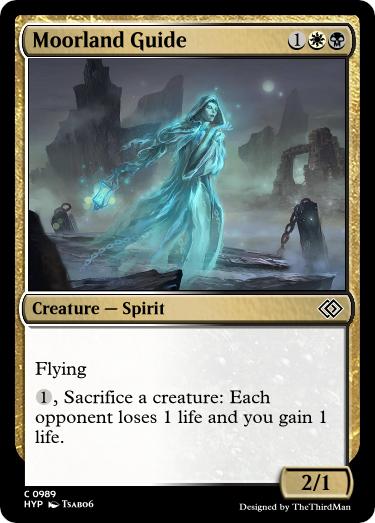 Moorland Guide 1
Creature — Spirit
Flying
1, Sacrifice a creature: Each
opponent loses 1 life and you gain 1
life.
2/1
C 0989
HYP Tsabo6
Designed by TheThirdMan